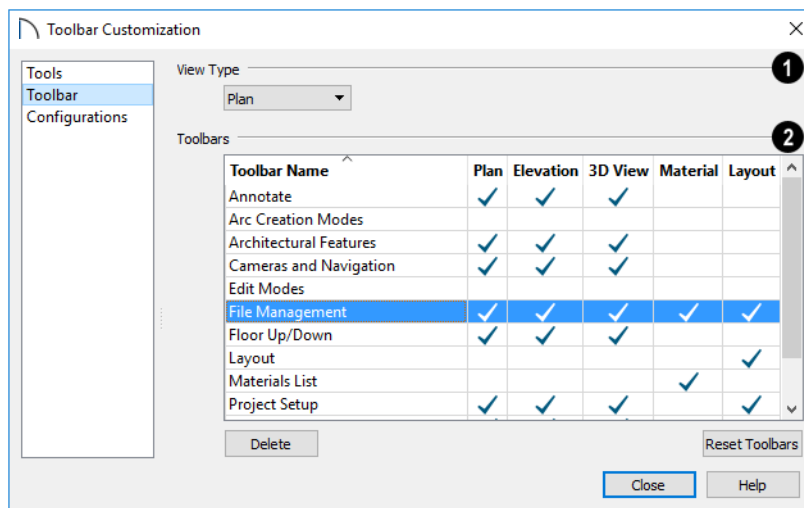 Toolbar Customization
Tools
Toolbar
Configurations
View Type
1
Plan
Toolbars
2
Toolbar Name Plan Elevation 3D View Material Layout
Annotate
Arc Creation Modes
Architectural Features
Cameras and Navigation
Edit Modes
File Management
Floor Up/Down
Layout
Materials List
Project Setup
Delete
Reset Toolbars
Close
Help